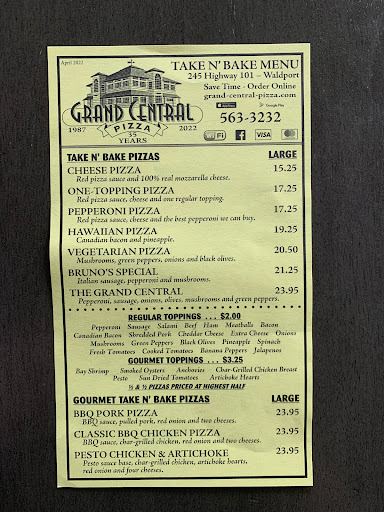 April 2022
TAKE N' BAKE MENU
245 Highway 101 – Waldport
Save Time - Order Online
grand-central-pizza.com
Google Play
563-3232
GRAND CENTRAL
1987 PIZZA 2022
35
YEARS
WiFi VISA
TAKE N' BAKE PIZZAS LARGE
CHEESE PIZZA 15.25
Red pizza sauce and 100% real mozzarella cheese.
ONE-TOPPING PIZZA 17.25
Red pizza sauce, cheese and one regular topping.
PEPPERONI PIZZA 17.25
Red pizza sauce, cheese and the best pepperoni we can buy.
HAWAIIAN PIZZA 19.25
Canadian bacon and pineapple.
VEGETARIAN PIZZA 20.50
Mushrooms, green peppers, onions and black olives.
BRUNO'S SPECIAL 21.25
Italian sausage, pepperoni and mushrooms.
THE GRAND CENTRAL 23.95
Pepperoni, sausage, onions, olives, mushrooms and green peppers.
REGULAR TOPPINGS . . . $2.00
Pepperoni Sausage Salami Beef Ham Meatballs Bacon
Canadian Bacon Shredded Pork Cheddar Cheese Extra Cheese Onions
Mushrooms Green Peppers Black Olives Pineapple Spinach
Fresh Tomatoes Cooked Tomatoes Banana Peppers Jalapenos
GOURMET TOPPINGS . . . $3.25
Bay Shrimp Smoked Oysters Anchovies Char-Grilled Chicken Breast
Pesto Sun Dried Tomatoes Artichoke Hearts
½ & ½ PIZZAS PRICED AT HIGHEST HALF
GOURMET TAKE N' BAKE PIZZAS LARGE
BBQ PORK PIZZA 23.95
BBQ sauce, pulled pork, red onion and two cheeses.
CLASSIC BBQ CHICKEN PIZZA 23.95
BBQ sauce, char-grilled chicken, red onion and two cheeses.
PESTO CHICKEN & ARTICHOKE 23.95
Pesto sauce base, char-grilled chicken, artichoke hearts,
red onion and four cheeses.